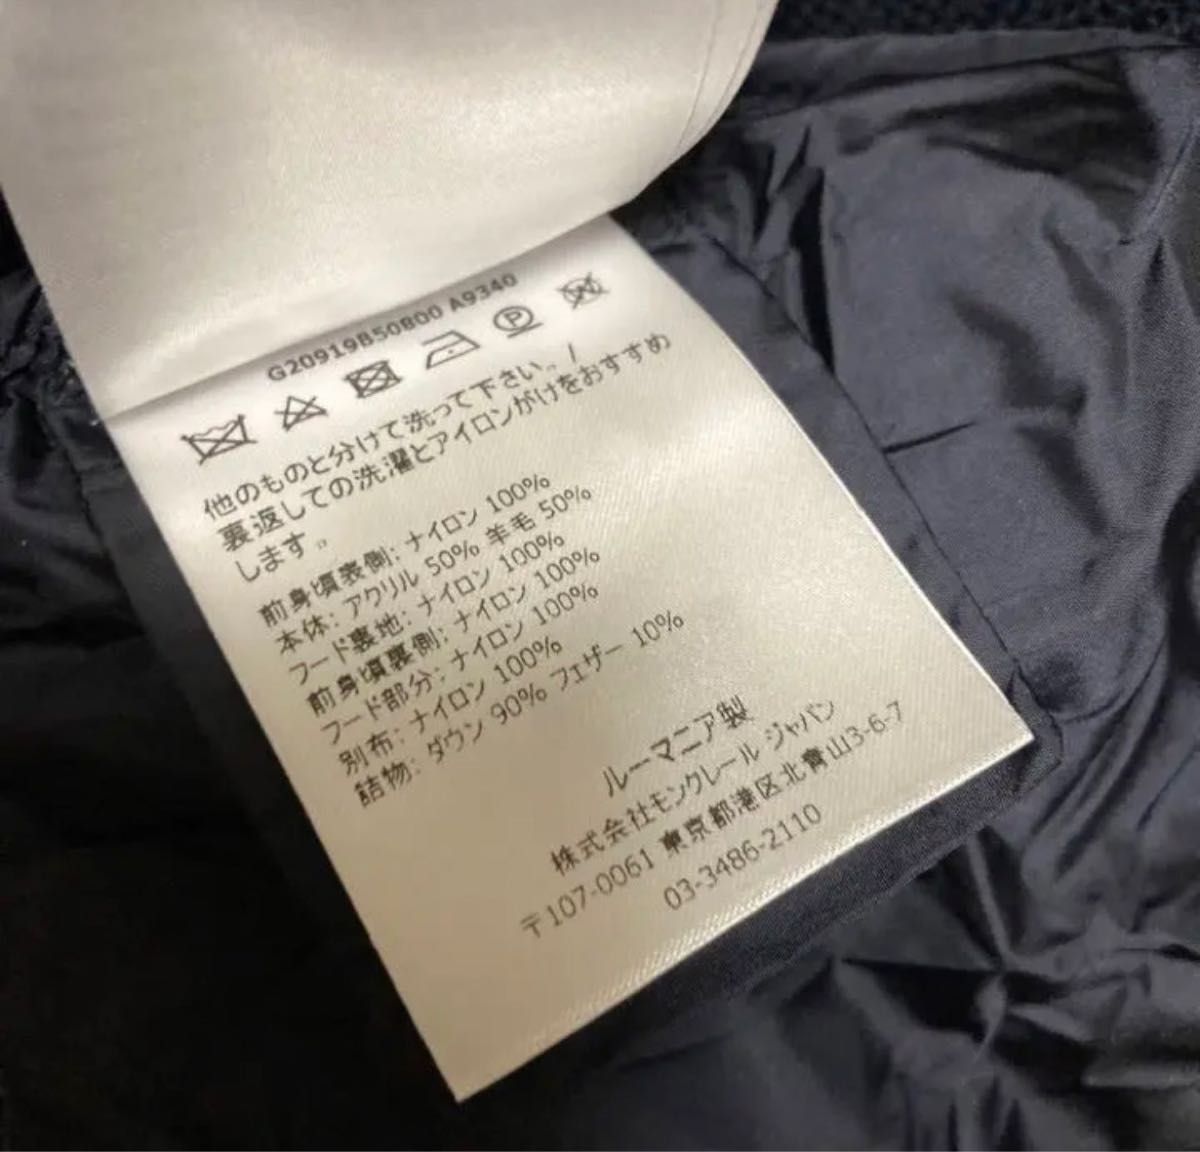 G20919B50800 A9340
他のものと分けて洗って下さい。/
裏返しての洗濯とアイロンがけをおすすめ
します。
前身頃表側: ナイロン 100%
本体: アクリル 50% 羊毛 50%
フード裏地: ナイロン 100%
前身頃裏側: ナイロン 100%
フード部分: ナイロン 100%
別布: ナイロン 100%
詰物: ダウン 90% フェザー 10%
ルーマニア製
株式会社モンクレール ジャパン
〒107-0061 東京都港区北青山3-6-7
03-3486-2110